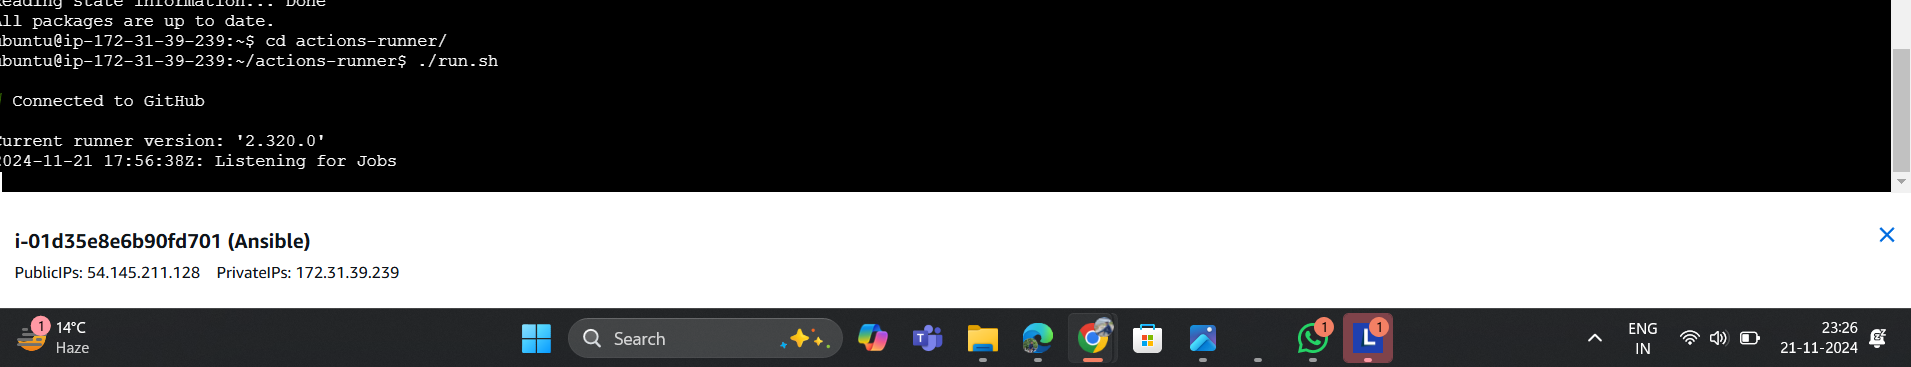 eading state information... Done
ll packages are up to date.
buntu@ip-172-31-39-239:~$ cd actions-runner/
buntu@ip-172-31-39-239:~/actions-runner$ ./run.sh
Connected to GitHub
urrent runner version: '2.320.0'
024-11-21 17:56:38Z: Listening for Jobs
i-01d35e8e6b90fd701 (Ansible)
PublicIPs: 54.145.211.128 PrivateIPs: 172.31.39.239
1
14°C
Haze
Search
1
1
L
T
ENG
IN
23:26
21-11-2024